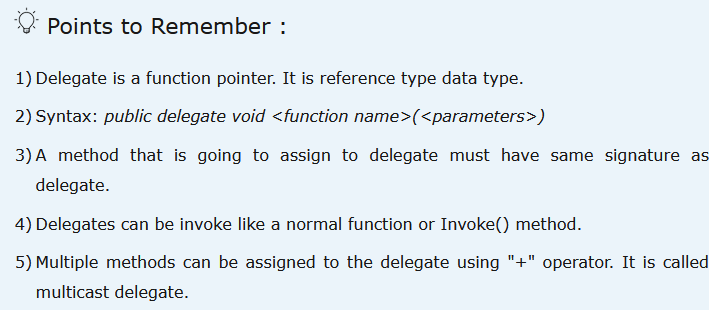 Points to Remember :
1) Delegate is a function pointer. It is reference type data type.
2) Syntax: public delegate void <function name>(<parameters>)
3) A method that is going to assign to delegate must have same signature as
delegate.
4) Delegates can be invoke like a normal function or Invoke() method.
5) Multiple methods can be assigned to the delegate using "+" operator. It is called
multicast delegate.